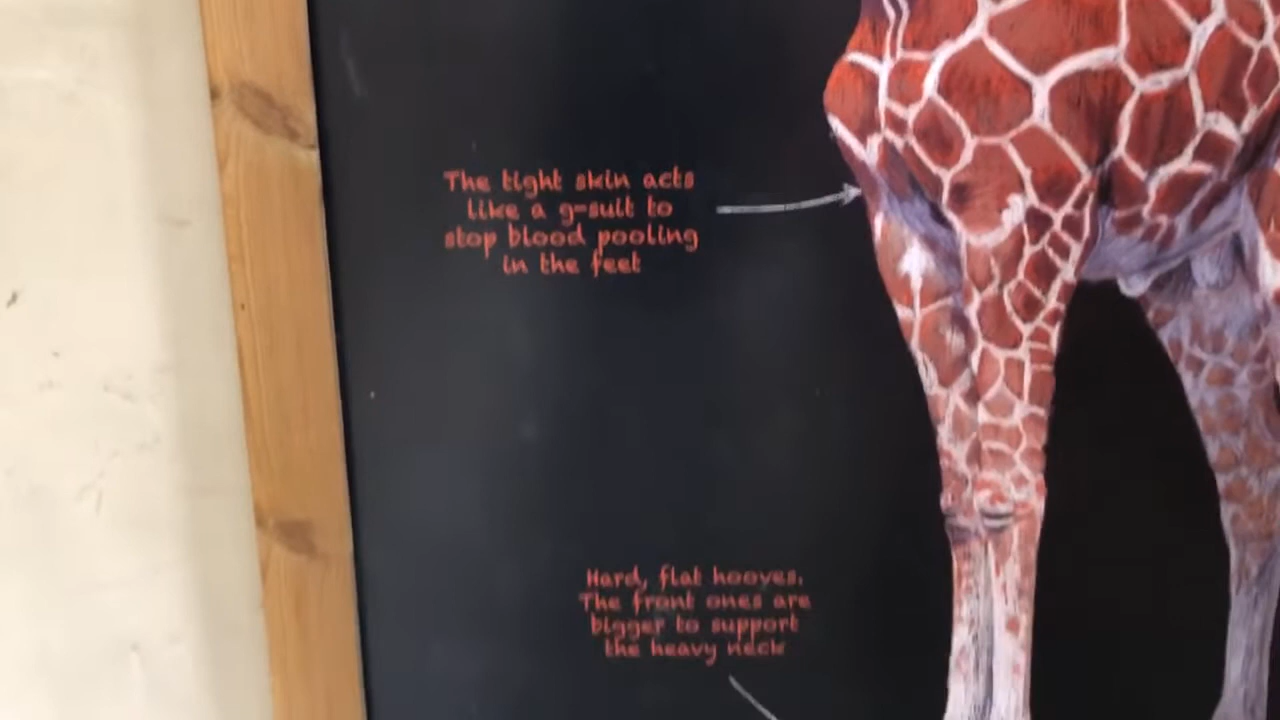 The tight skin acts
like a g-suit to
stop blood pooling
in the feet
Hard, flat hooves.
The front ones are
bigger to support
the heavy neck